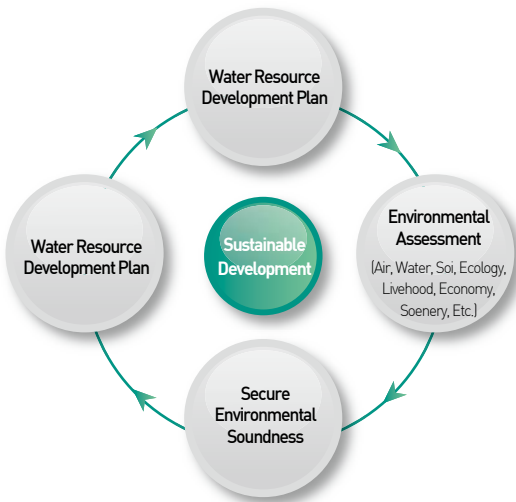 Water Resource
Development Plan
Environmental
Assessment
(Air, Water, Soi, Ecology,
Livehood, Economy,
Soenery, Etc.)
Water Resource
Development Plan
Sustainable
Development
Secure
Environmental
Soundness